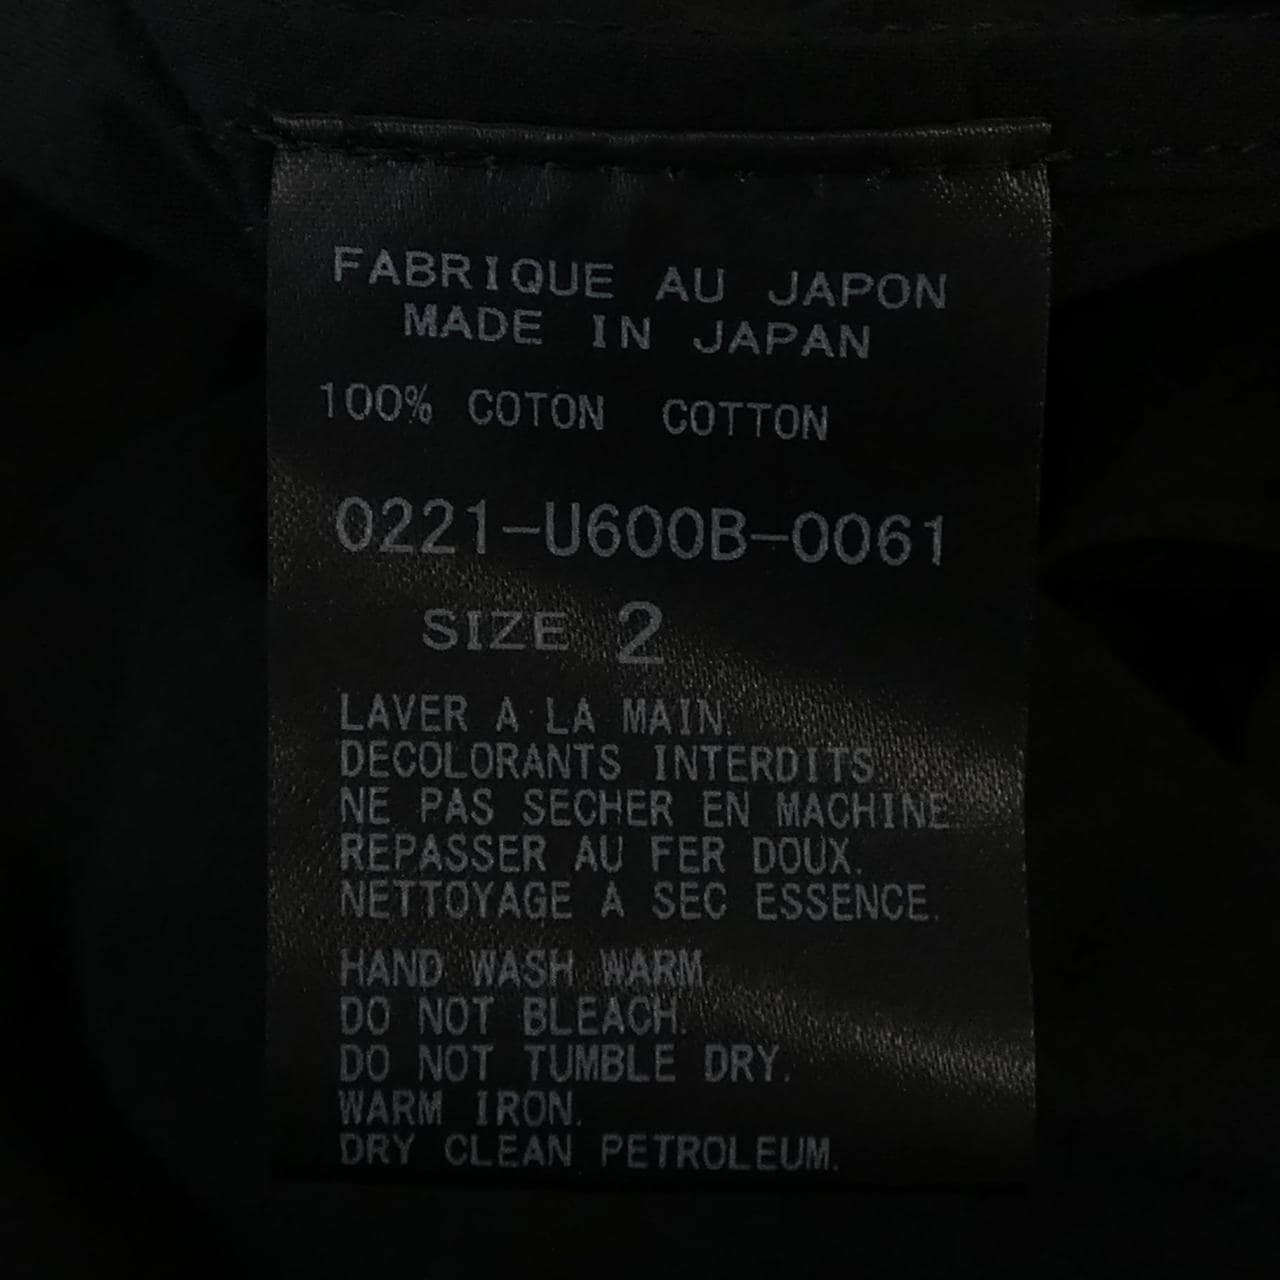 FABRIQUE AU JAPON
MADE IN JAPAN
100% COTON COTTON
0221-U600B-0061
SIZE 2
LAVER A LA MAIN.
DECOLORANTS INTERDITS
NE PAS SECHER EN MACHINE
REPASSER AU FER DOUX.
NETTOYAGE A SEC ESSENCE.
HAND WASH WARM
DO NOT BLEACH.
DO NOT TUMBLE DRY.
WARM IRON.
DRY CLEAN PETROLEUM.